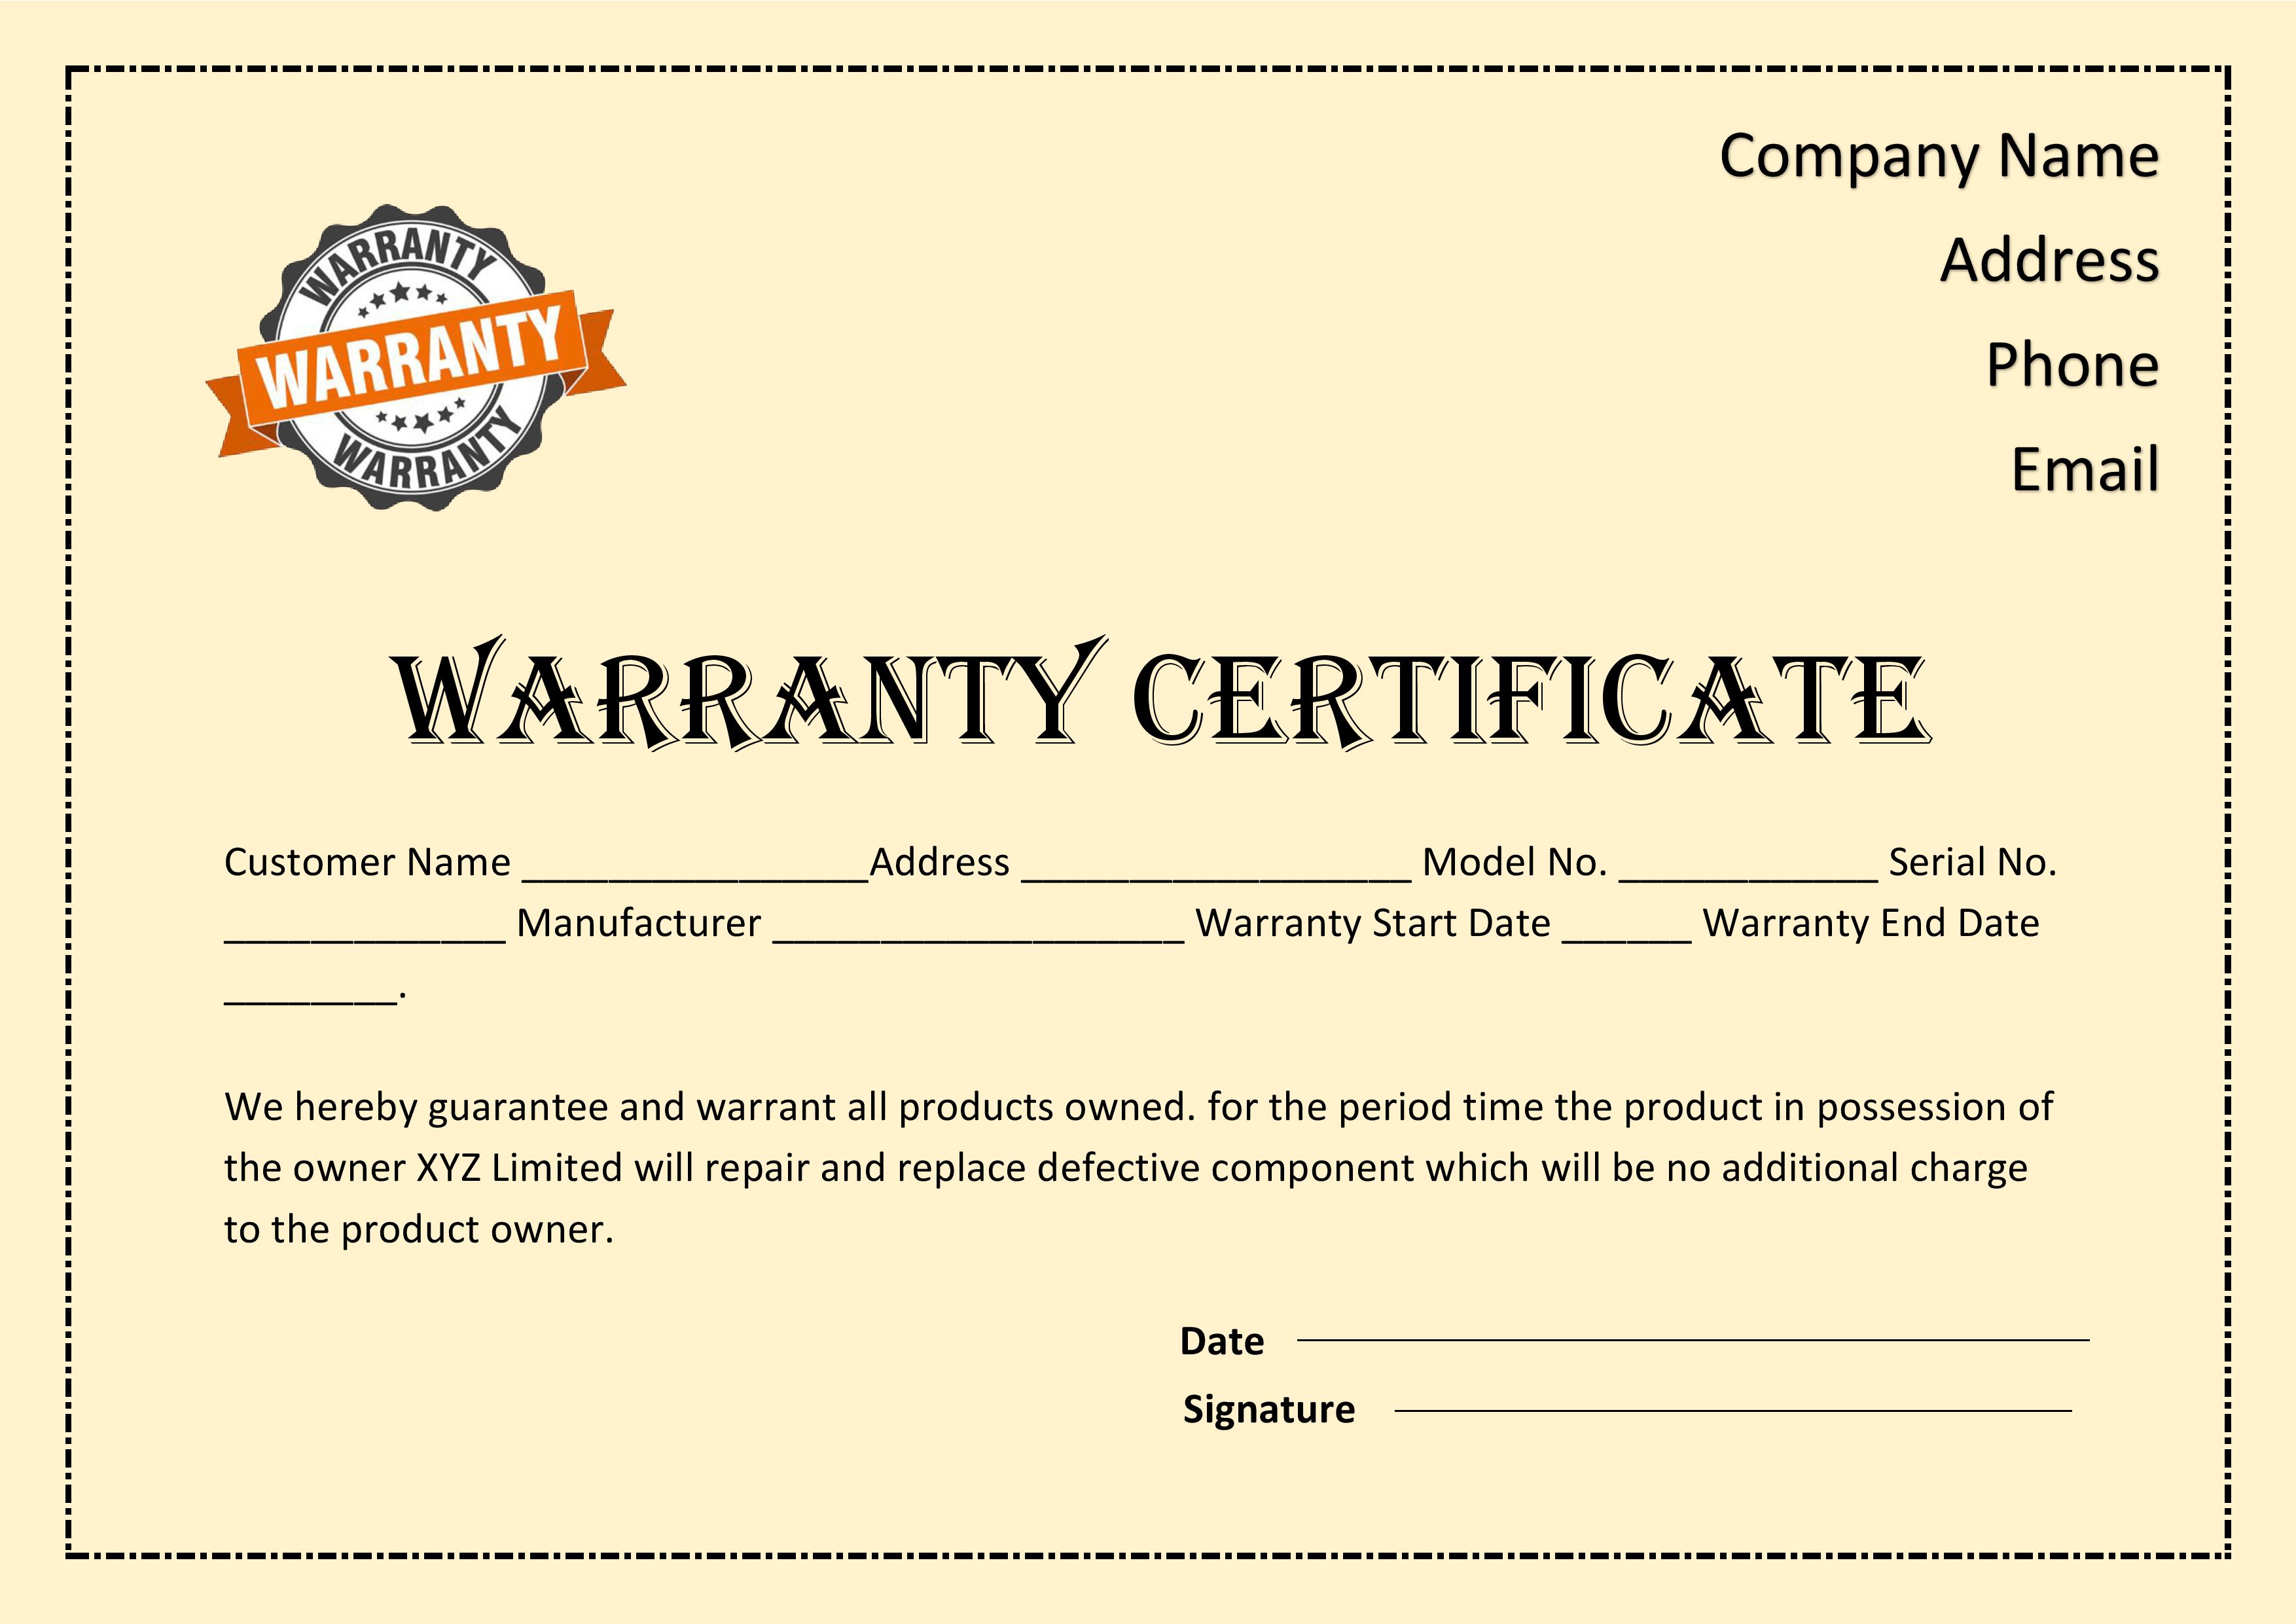 Company Name
Address
Phone
Email
WARRANTY
WARRANTY
WARRANTY
WARRANTY CERTIFICATE
Customer Name ________________Address __________________ Model No. ____________ Serial No.
_____________ Manufacturer ___________________ Warranty Start Date ______ Warranty End Date
________.
We hereby guarantee and warrant all products owned. for the period time the product in possession of
the owner XYZ Limited will repair and replace defective component which will be no additional charge
to the product owner.
Date
Signature